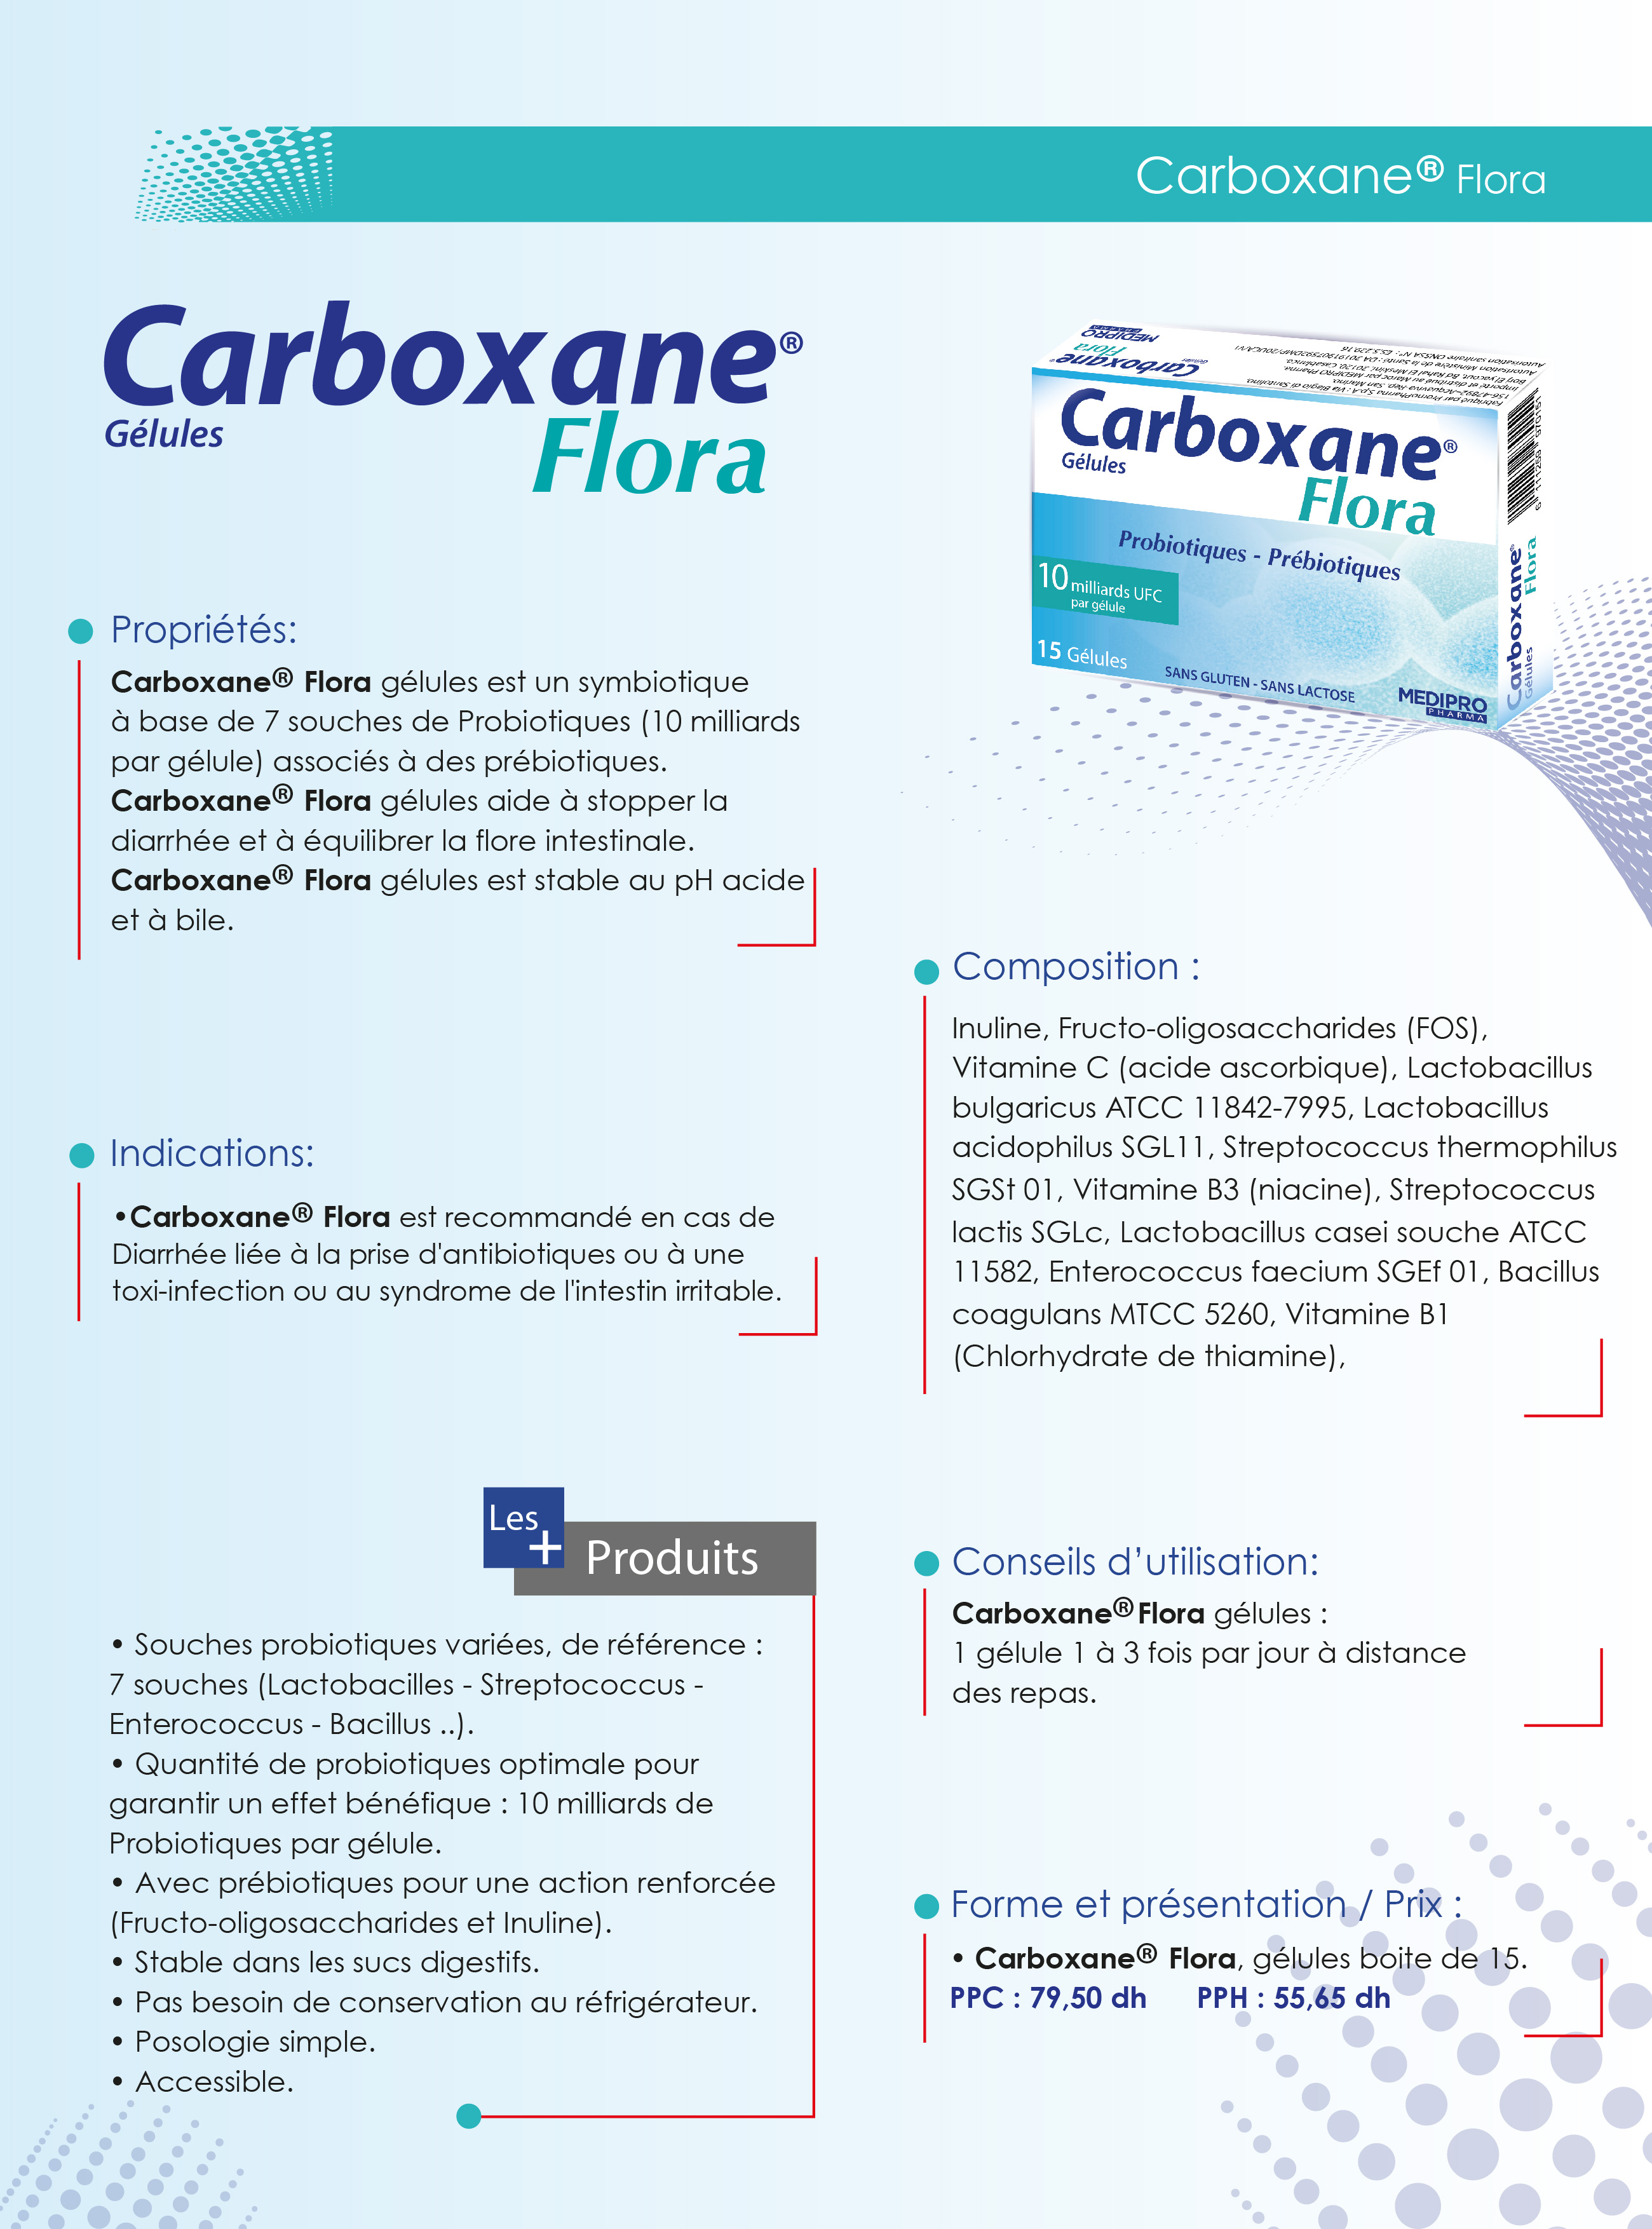 Carboxane® Flora
Carboxane®
Gélules
Flora
Carboxane®
Gélules
Flora
Probiotiques - Prébiotiques
10 milliards UFC
par gélule
15 Gélules
SANS GLUTEN - SANS LACTOSE
MEDIPRO
PHARMA
Carboxane®
Flora
Gélules
Carboxane®
Flora
Gélules
MEDIPRO
PHARMA
Propriétés:
Carboxane® Flora gélules est un symbiotique
à base de 7 souches de Probiotiques (10 milliards
par gélule) associés à des prébiotiques.
Carboxane® Flora gélules aide à stopper la
diarrhée et à équilibrer la flore intestinale.
Carboxane® Flora gélules est stable au pH acide
et à bile.
Indications:
•Carboxane® Flora est recommandé en cas de
Diarrhée liée à la prise d'antibiotiques ou à une
toxi-infection ou au syndrome de l'intestin irritable.
Les +
Produits
• Souches probiotiques variées, de référence :
7 souches (Lactobacilles - Streptococcus -
Enterococcus - Bacillus ..).
• Quantité de probiotiques optimale pour
garantir un effet bénéfique : 10 milliards de
Probiotiques par gélule.
• Avec prébiotiques pour une action renforcée
(Fructo-oligosaccharides et Inuline).
• Stable dans les sucs digestifs.
• Pas besoin de conservation au réfrigérateur.
• Posologie simple.
• Accessible.
Composition :
Inuline, Fructo-oligosaccharides (FOS),
Vitamine C (acide ascorbique), Lactobacillus
bulgaricus ATCC 11842-7995, Lactobacillus
acidophilus SGL11, Streptococcus thermophilus
SGSt 01, Vitamine B3 (niacine), Streptococcus
lactis SGLc, Lactobacillus casei souche ATCC
11582, Enterococcus faecium SGEf 01, Bacillus
coagulans MTCC 5260, Vitamine B1
(Chlorhydrate de thiamine),
Conseils d’utilisation:
Carboxane® Flora gélules :
1 gélule 1 à 3 fois par jour à distance
des repas.
Forme et présentation / Prix :
• Carboxane® Flora, gélules boite de 15.
PPC : 79,50 dh PPH : 55,65 dh